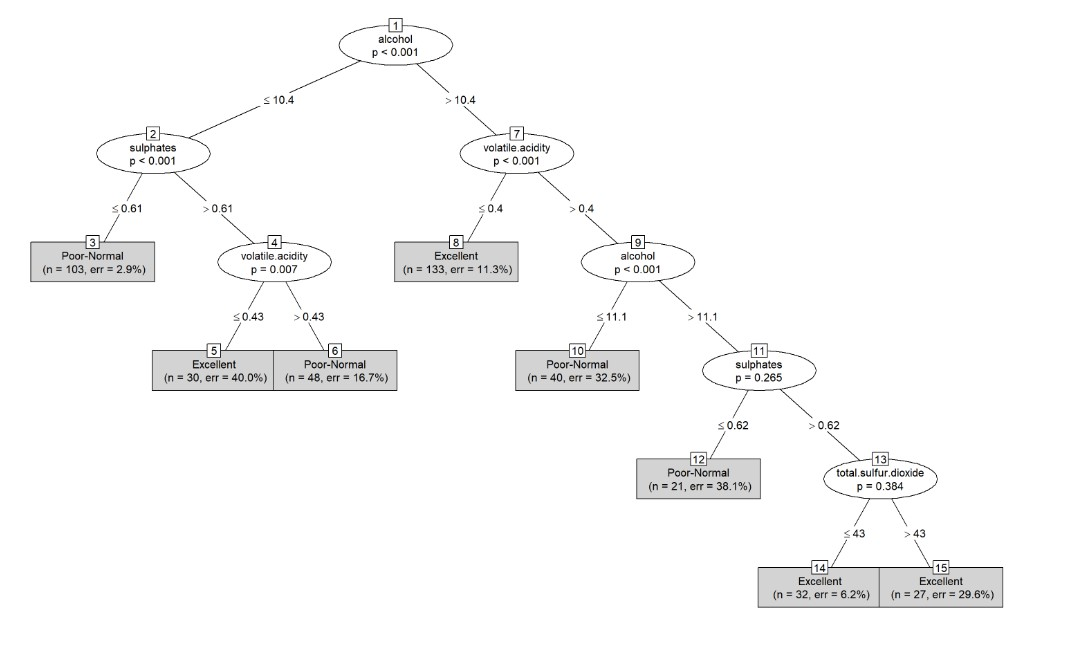 1
alcohol
p < 0.001
≤ 10.4
> 10.4
2
sulphates
p < 0.001
7
volatile.acidity
p < 0.001
≤ 0.61
> 0.61
≤ 0.4
> 0.4
3
Poor-Normal
(n = 103, err = 2.9%)
4
volatile.acidity
p = 0.007
8
Excellent
(n = 133, err = 11.3%)
9
alcohol
p < 0.001
≤ 0.43
> 0.43
≤ 11.1
> 11.1
5
Excellent
(n = 30, err = 40.0%)
6
Poor-Normal
(n = 48, err = 16.7%)
10
Poor-Normal
(n = 40, err = 32.5%)
11
sulphates
p = 0.265
≤ 0.62
> 0.62
12
Poor-Normal
(n = 21, err = 38.1%)
13
total.sulfur.dioxide
p = 0.384
≤ 43
> 43
14
Excellent
(n = 32, err = 6.2%)
15
Excellent
(n = 27, err = 29.6%)